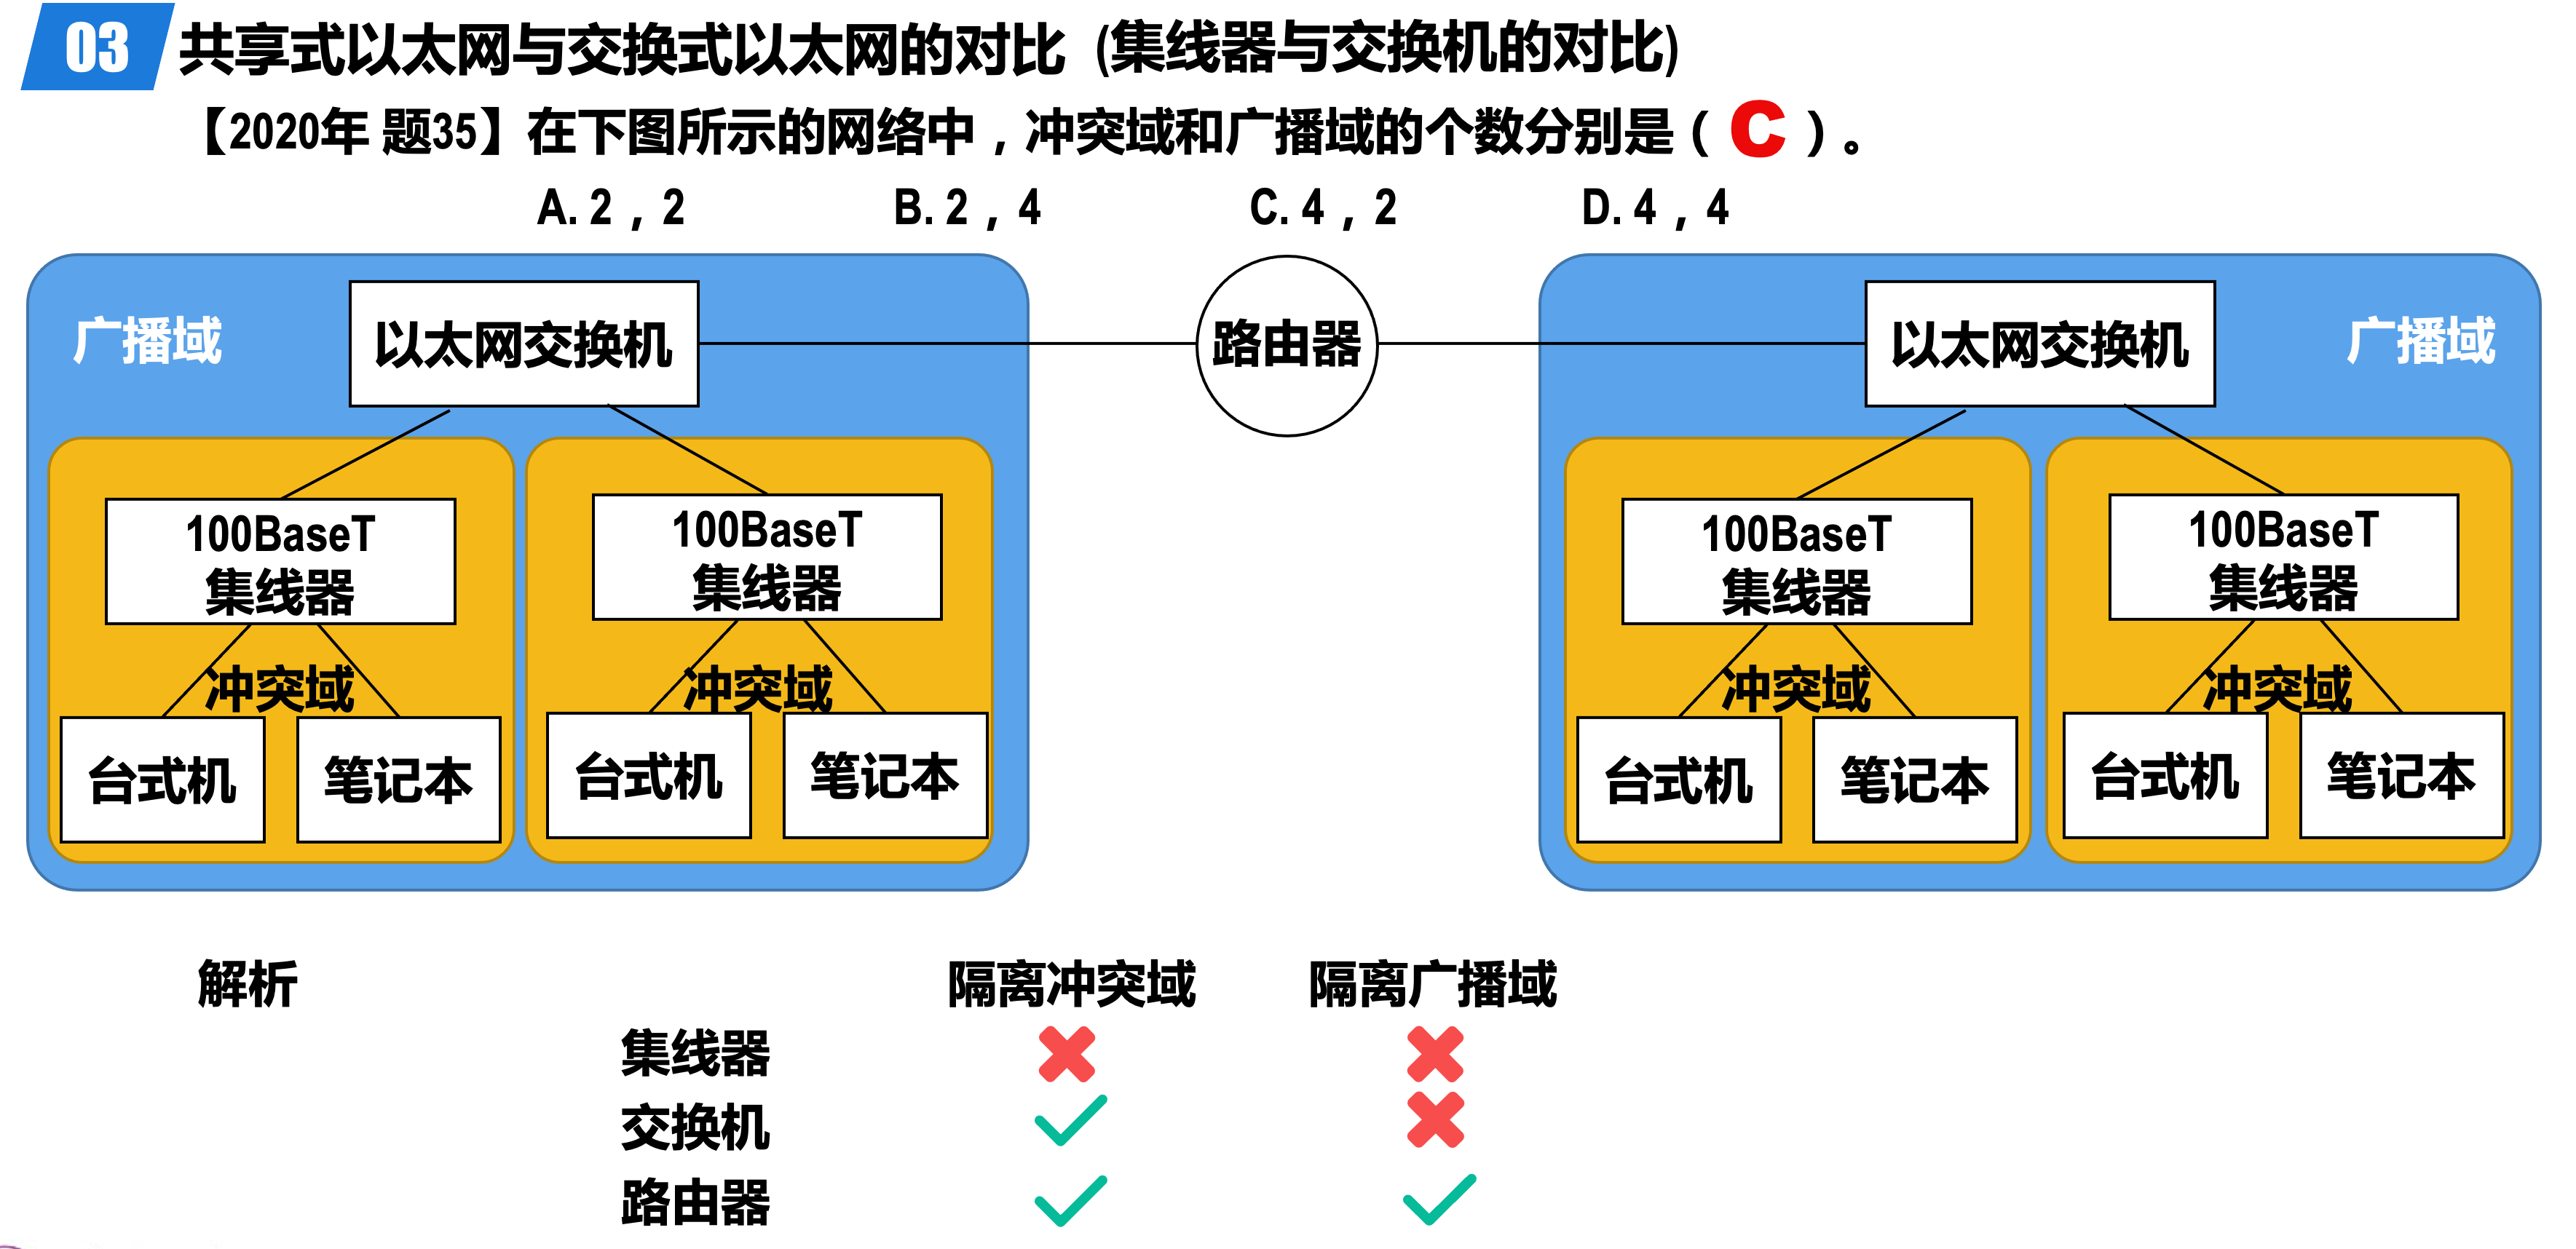 03 共享式以太网与交换式以太网的对比 (集线器与交换机的对比)
【2020年 题35】在下图所示的网络中，冲突域和广播域的个数分别是（ C ）。
A. 2，2 B. 2，4 C. 4，2 D. 4，4
广播域 以太网交换机 路由器 以太网交换机 广播域
100BaseT 100BaseT 100BaseT 100BaseT
集线器 集线器 集线器 集线器
冲突域 冲突域 冲突域 冲突域
台式机 笔记本 台式机 笔记本 台式机 笔记本 台式机 笔记本
解析 隔离冲突域 隔离广播域
集线器
交换机
路由器